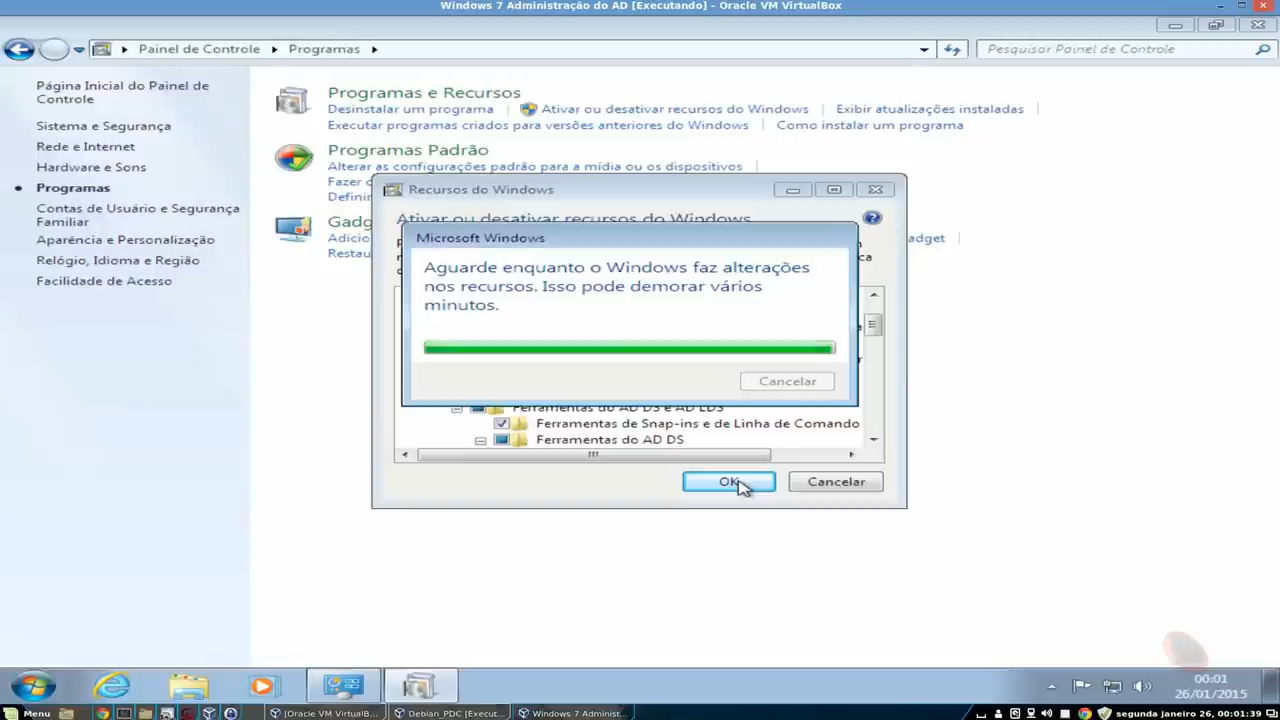 Windows 7 Administração do AD [Executando] - Oracle VM VirtualBox
Painel de Controle
Programas
Pesquisar Painel de Controle
Página Inicial do Painel de
Controle
Sistema e Segurança
Rede e Internet
Hardware e Sons
Programas
Contas de Usuário e Segurança
Familiar
Aparência e Personalização
Relógio, Idioma e Região
Facilidade de Acesso
Programas e Recursos
Desinstalar um programa
Ativar ou desativar recursos do Windows
Exibir atualizações instaladas
Executar programas criados para versões anteriores do Windows
Como instalar um programa
Programas Padrão
Alterar as configurações padrão para a mídia ou os dispositivos
Fazer
Definir
Gadg
Adicio
adget
Restau
Recursos do Windows
Ativar ou desativar recursos do Windows
Microsoft Windows
Aguarde enquanto o Windows faz alterações
nos recursos. Isso pode demorar vários
minutos.
Cancelar
Ferramentas do AD DS e AD LDS
Ferramentas de Snap-ins e de Linha de Comando
Ferramentas do AD DS
OK
Cancelar
00:01
26/01/2015
Menu
[Oracle VM VirtualB...
Debian_PDC [Execut...
Windows 7 Administ...
segunda Janeiro 26, 00:01:39